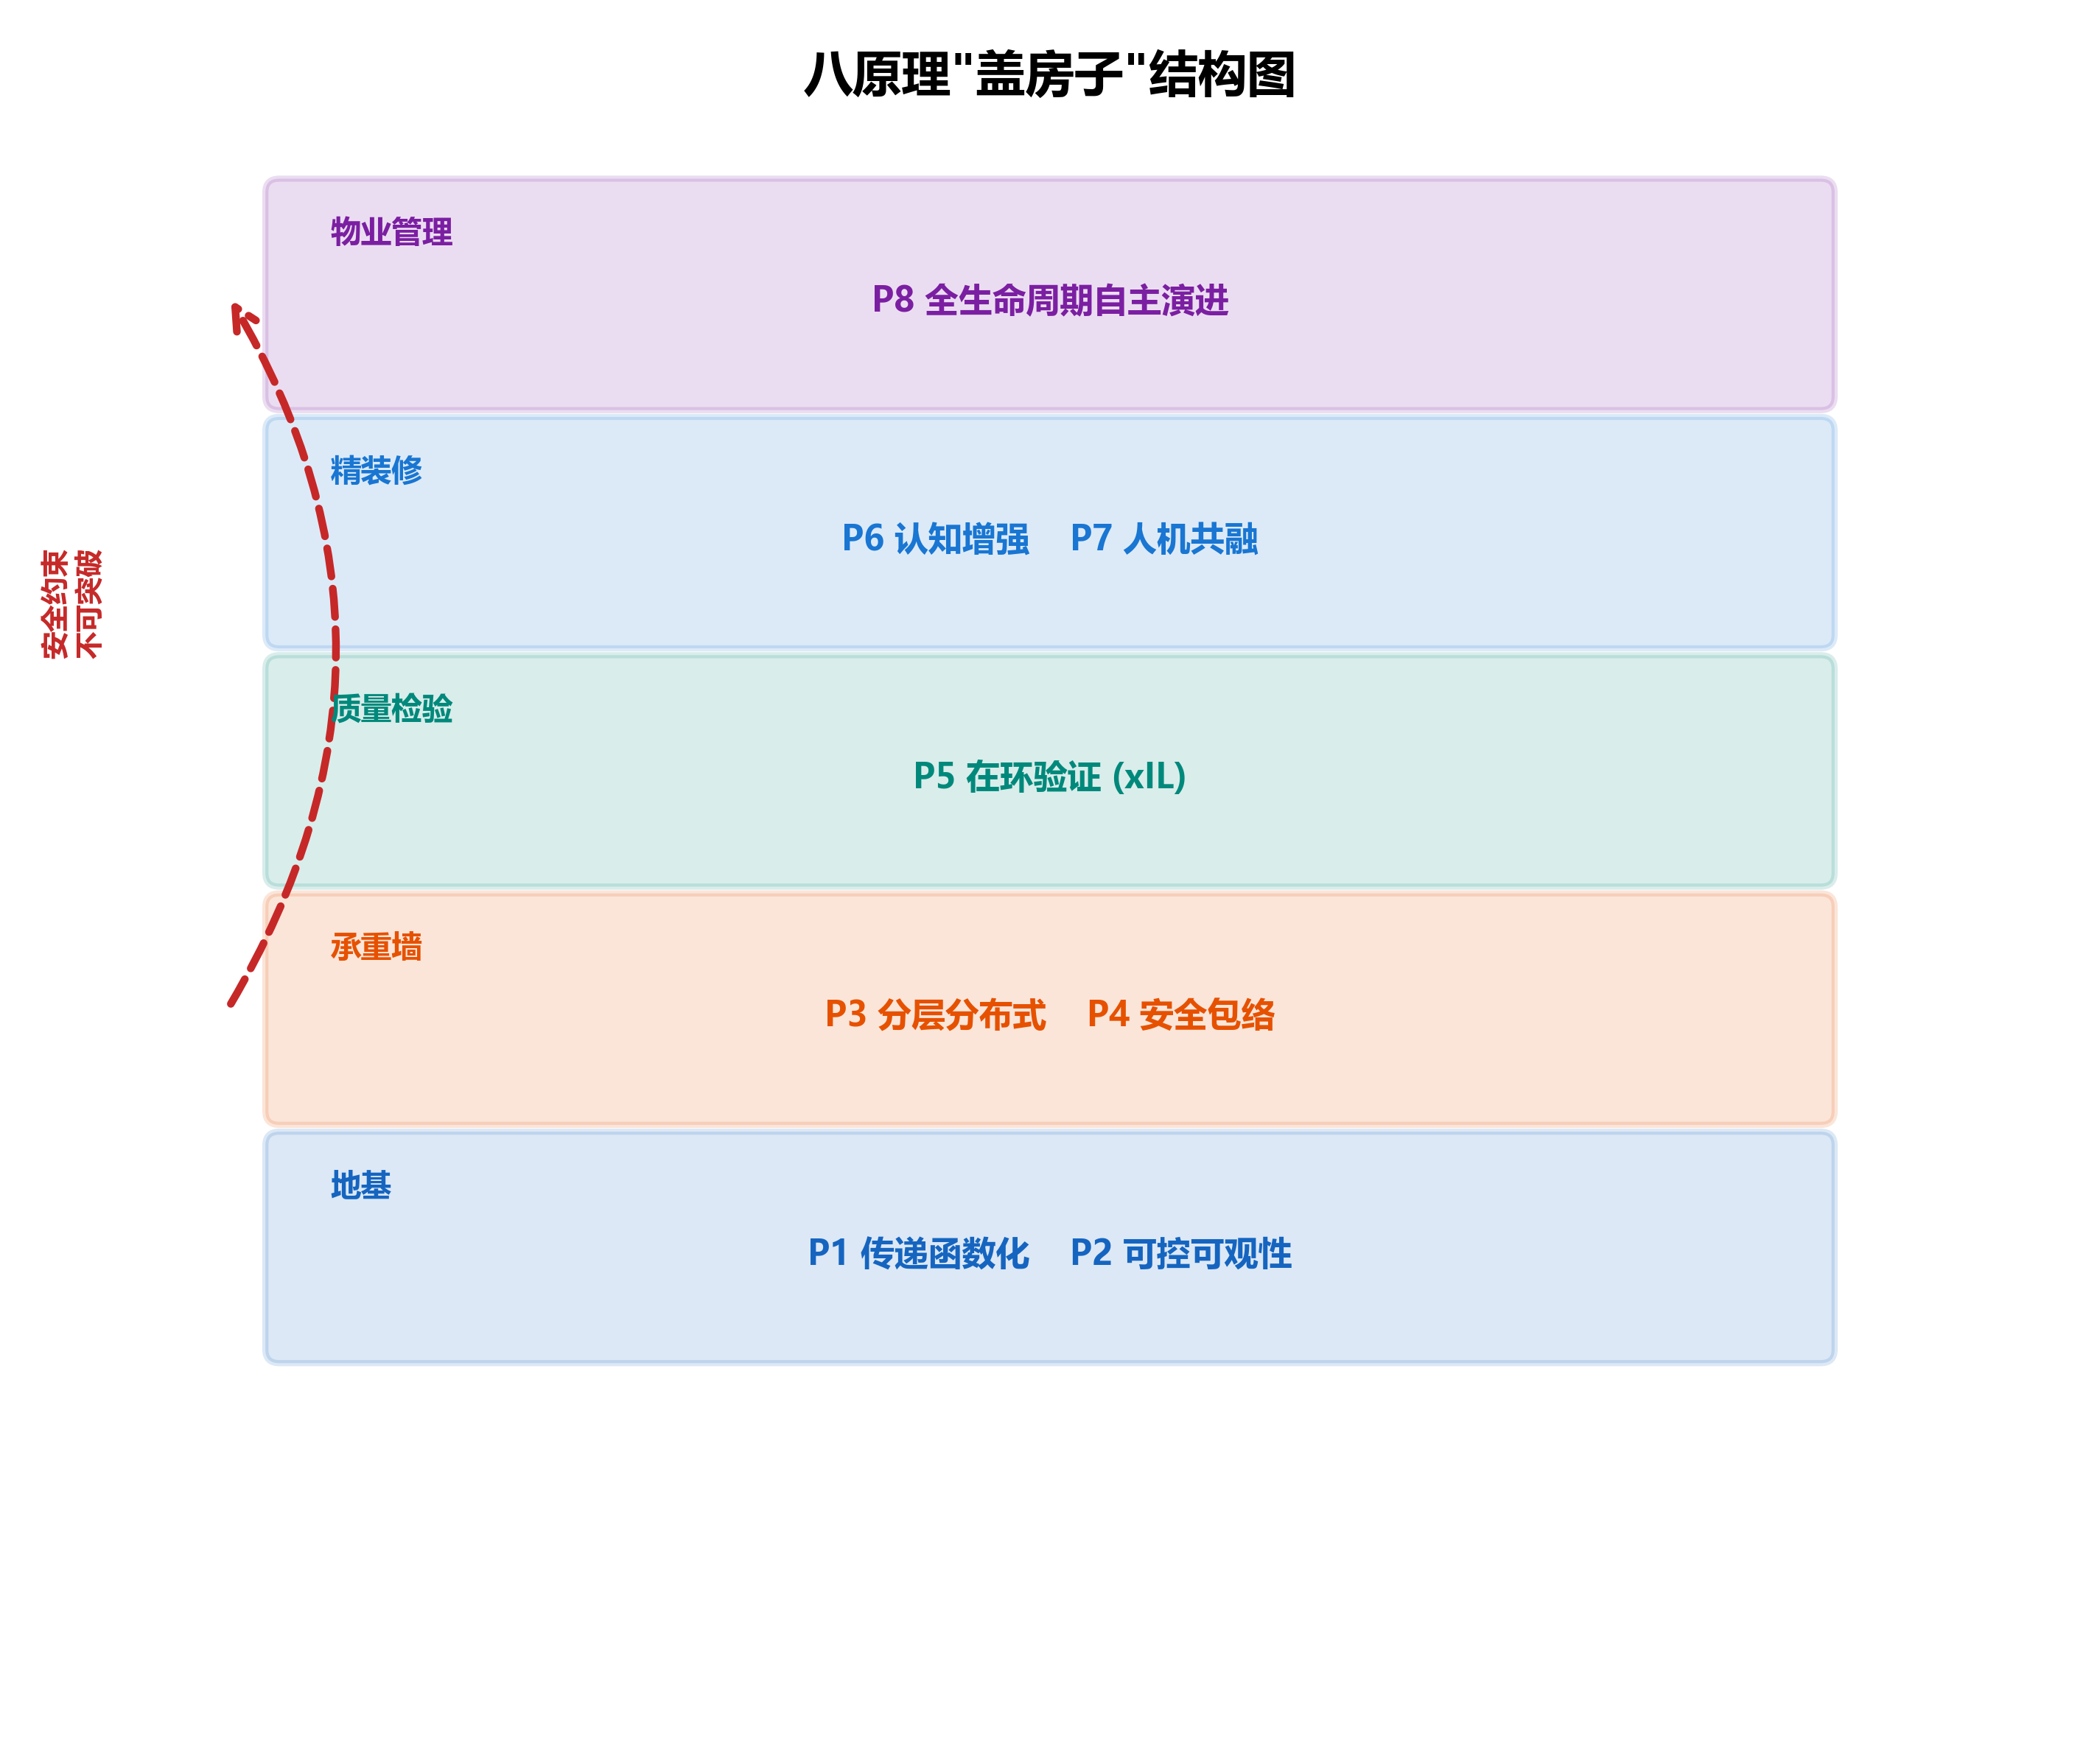 八原理"盖房子"结构图
物业管理
P8 全生命周期自主演进
精装修
P6 认知增强 P7 人机共融
安全约束
不可突破
质量检验
P5 在环验证 (xIL)
承重墙
P3 分层分布式 P4 安全包络
地基
P1 传递函数化 P2 可控可观性